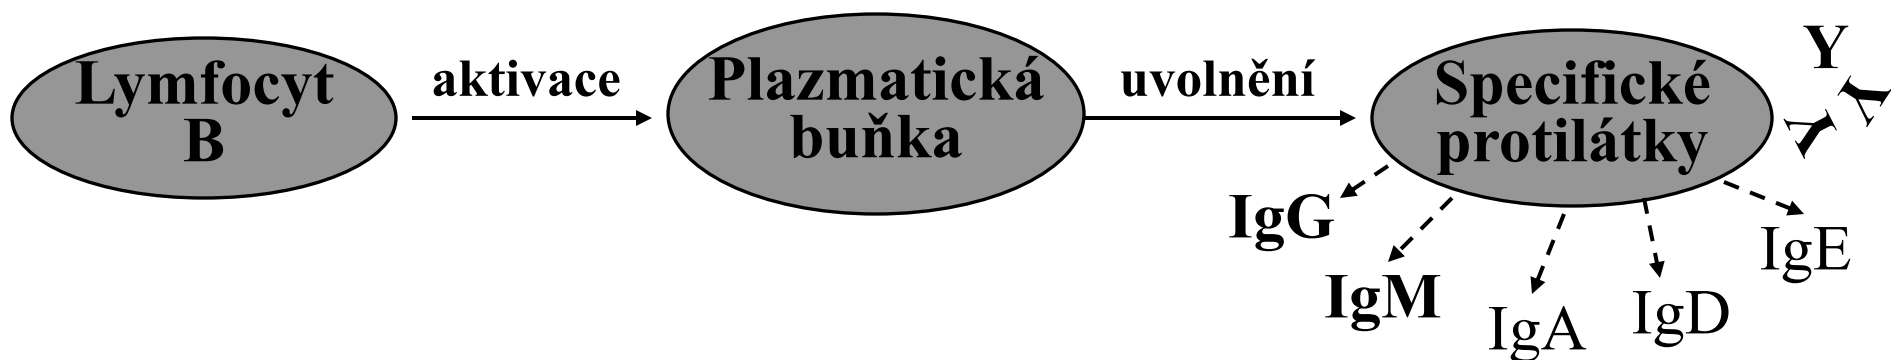 Lymfocyt
B
aktivace
Plazmatická
buňka
uvolnění
Specifické
protilátky
Y
Y
Y
IgG
IgM
IgA
IgD
IgE